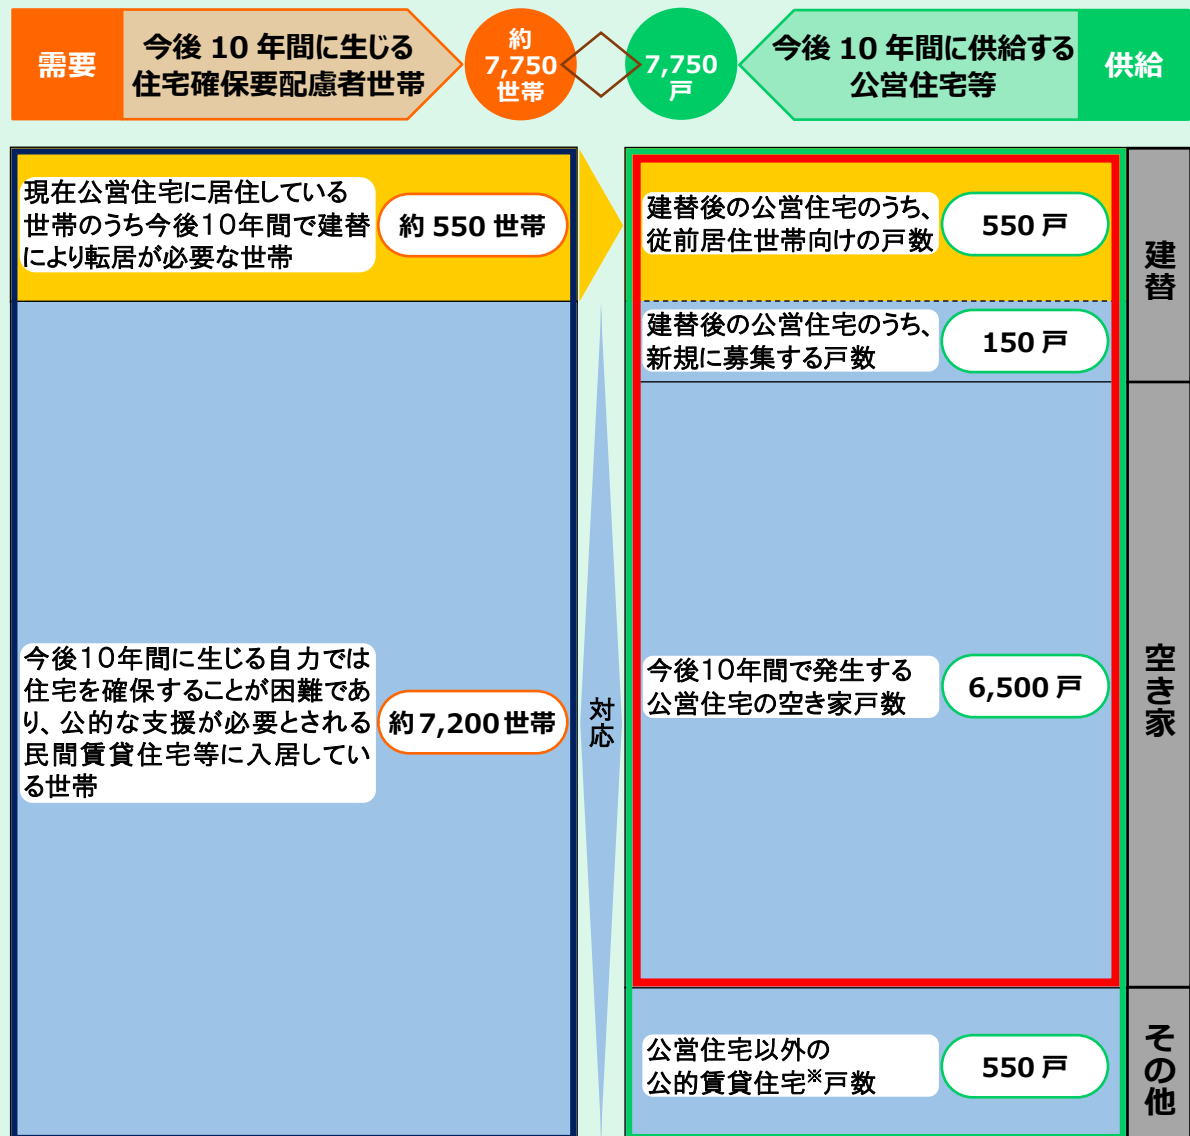 需要
今後 10 年間に生じる
住宅確保要配慮者世帯
約
7,750
世帯
7,750
戸
今後 10 年間に供給する
公営住宅等
供給
現在公営住宅に居住している
世帯のうち今後10年間で建替
により転居が必要な世帯
約 550 世帯
建替後の公営住宅のうち、
従前居住世帯向けの戸数
550 戸
建替
建替後の公営住宅のうち、
新規に募集する戸数
150 戸
今後10年間に生じる自力では
住宅を確保することが困難であ
り、公的な支援が必要とされる
民間賃貸住宅等に入居してい
る世帯
約7,200 世帯
対応
今後10年間で発生する
公営住宅の空き家戸数
6,500 戸
空き家
公営住宅以外の
公的賃貸住宅※戸数
550 戸
その他